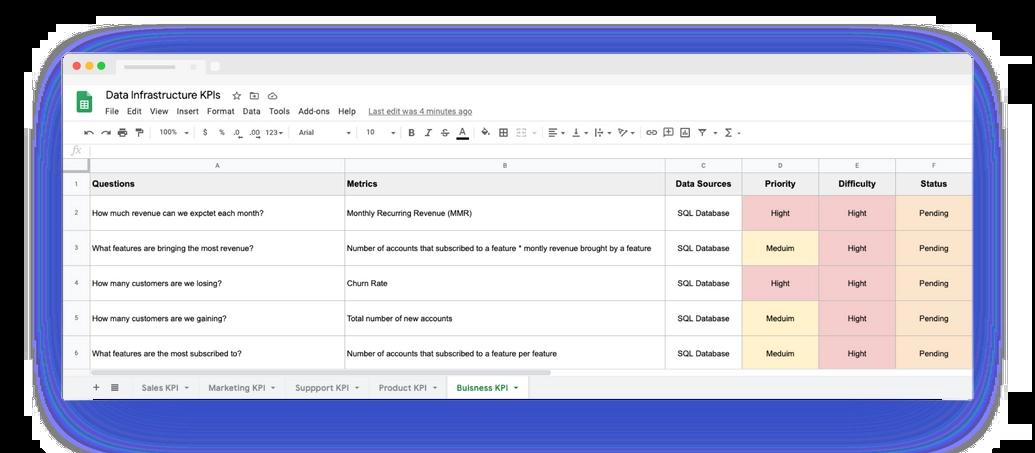 Data Infrastructure KPIs
File Edit View Insert Format Data Tools Add-ons Help Last edit was 4 minutes ago
100% $ % .0 .00 123 Arial 10 B I S A
fx
A B C D E F
1 Questions Metrics Data Sources Priority Difficulty Status
2 How much revenue can we expctet each month? Monthly Recurring Revenue (MMR) SQL Database Hight Hight Pending
3 What features are bringing the most revenue? Number of accounts that subscribed to a feature * montly revenue brought by a feature SQL Database Meduim Hight Pending
4 How many customers are we losing? Churn Rate SQL Database Hight Hight Pending
5 How many customers are we gaining? Total number of new accounts SQL Database Meduim Hight Pending
6 What features are the most subscribed to? Number of accounts that subscribed to a feature per feature SQL Database Meduim Hight Pending
Sales KPI Marketing KPI Suppport KPI Product KPI Buisness KPI